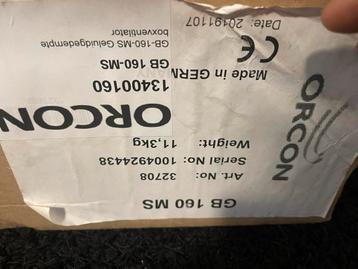 GB 160 MS
Art. No: 32708
Serial No: 1004924438
Weight: 11,3kg
ORCON
ORCON
13400160
GB 160-MS
GB-160-MS Geluidgedempte
boxventilator
Made in GERM
CE
Date: 20191107